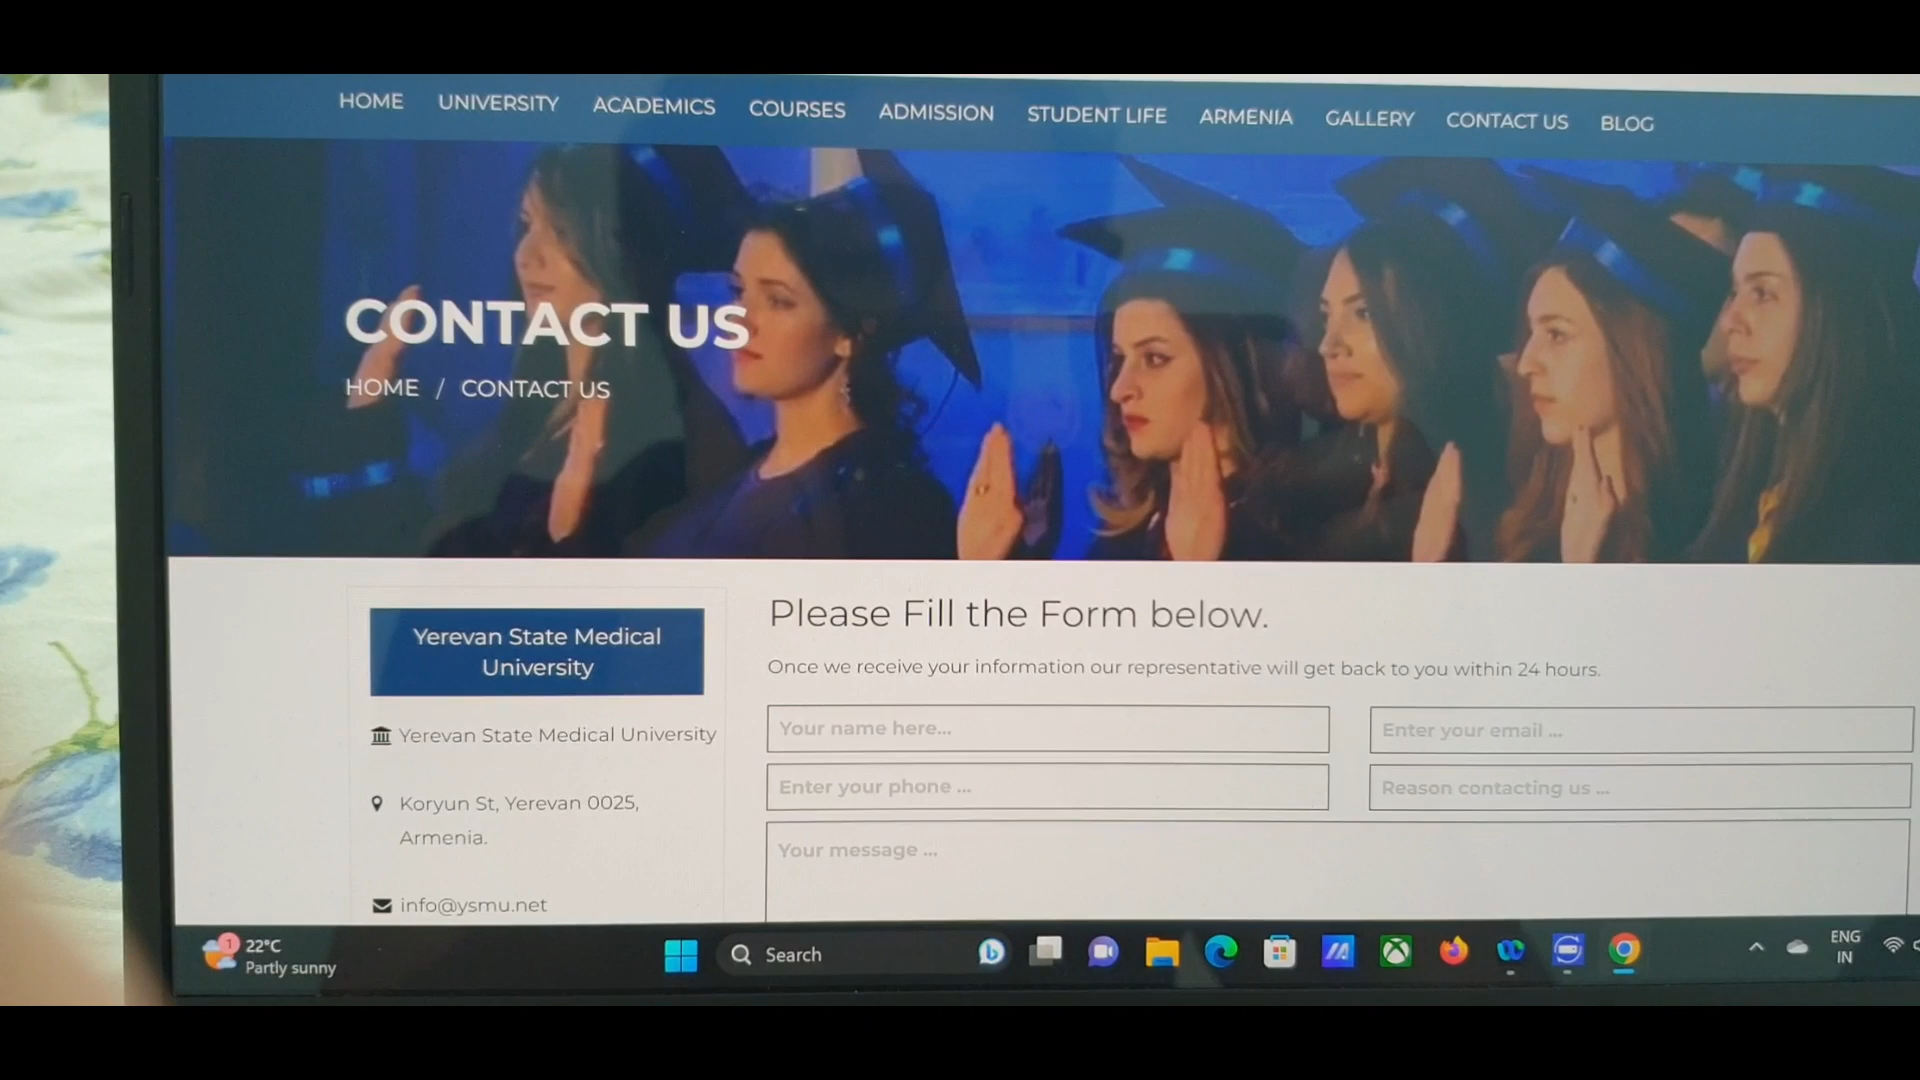 HOME UNIVERSITY ACADEMICS COURSES ADMISSION STUDENT LIFE ARMENIA GALLERY CONTACT US BLOG
CONTACT US
HOME / CONTACT US
Yerevan State Medical
University
Yerevan State Medical University
Koryun St, Yerevan 0025,
Armenia.
info@ysmu.net
Please Fill the Form below.
Once we receive your information our representative will get back to you within 24 hours.
Your name here...
Enter your email ...
Enter your phone ...
Reason contacting us ...
Your message ...
1
22°C
Partly sunny
Search
ENG
IN